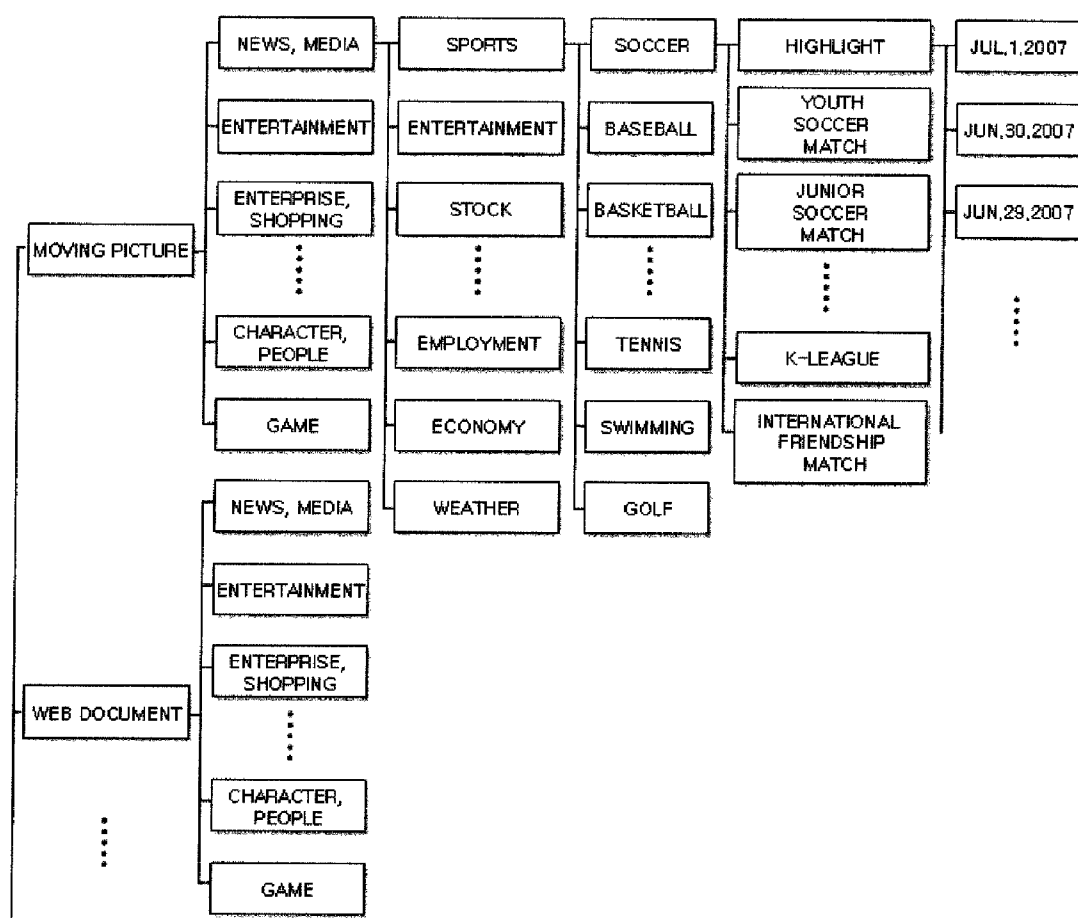 NEWS, MEDIA
SPORTS
SOCCER
HIGHLIGHT
JUL,1,2007
ENTERTAINMENT
ENTERTAINMENT
BASEBALL
YOUTH
SOCCER
MATCH
JUN,30,2007
ENTERPRISE,
SHOPPING
STOCK
BASKETBALL
JUNIOR
SOCCER
MATCH
JUN,29,2007
MOVING PICTURE
CHARACTER,
PEOPLE
EMPLOYMENT
TENNIS
K-LEAGUE
GAME
ECONOMY
SWIMMING
INTERNATIONAL
FRIENDSHIP
MATCH
NEWS, MEDIA
WEATHER
GOLF
ENTERTAINMENT
ENTERPRISE,
SHOPPING
WEB DOCUMENT
CHARACTER,
PEOPLE
GAME